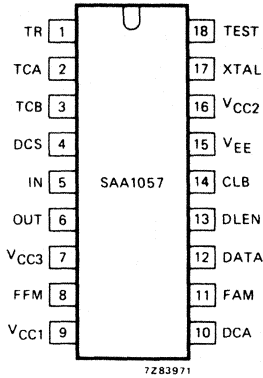 TR 1 18 TEST
TCA 2 17 XTAL
TCB 3 16 VCC2
DCS 4 15 VEE
IN 5 SAA1057 14 CLB
OUT 6 13 DLEN
VCC3 7 12 DATA
FFM 8 11 FAM
VCC1 9 10 DCA
7Z83971